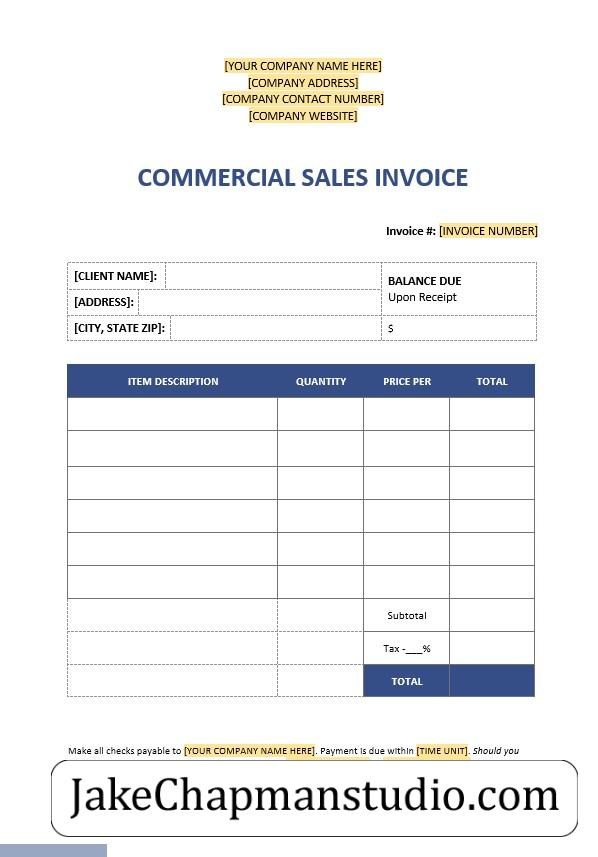 [YOUR COMPANY NAME HERE]
[COMPANY ADDRESS]
[COMPANY CONTACT NUMBER]
[COMPANY WEBSITE]
COMMERCIAL SALES INVOICE
Invoice #: [INVOICE NUMBER]
[CLIENT NAME]:
BALANCE DUE
Upon Receipt
[ADDRESS]:
[CITY, STATE ZIP]:
$
ITEM DESCRIPTION QUANTITY PRICE PER TOTAL
Subtotal
Tax -___%
TOTAL
Make all checks payable to [YOUR COMPANY NAME HERE]. Payment is due within [TIME UNIT]. Should you
JakeChapmanstudio.com